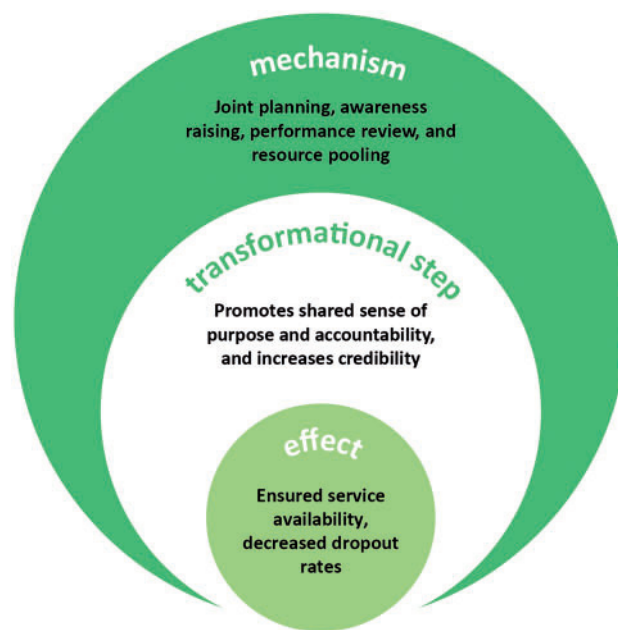 mechanism
Joint planning, awareness
raising, performance review, and
resource pooling
transformational step
Promotes shared sense of
purpose and accountability,
and increases credibility
effect
Ensured service
availability,
decreased dropout
rates